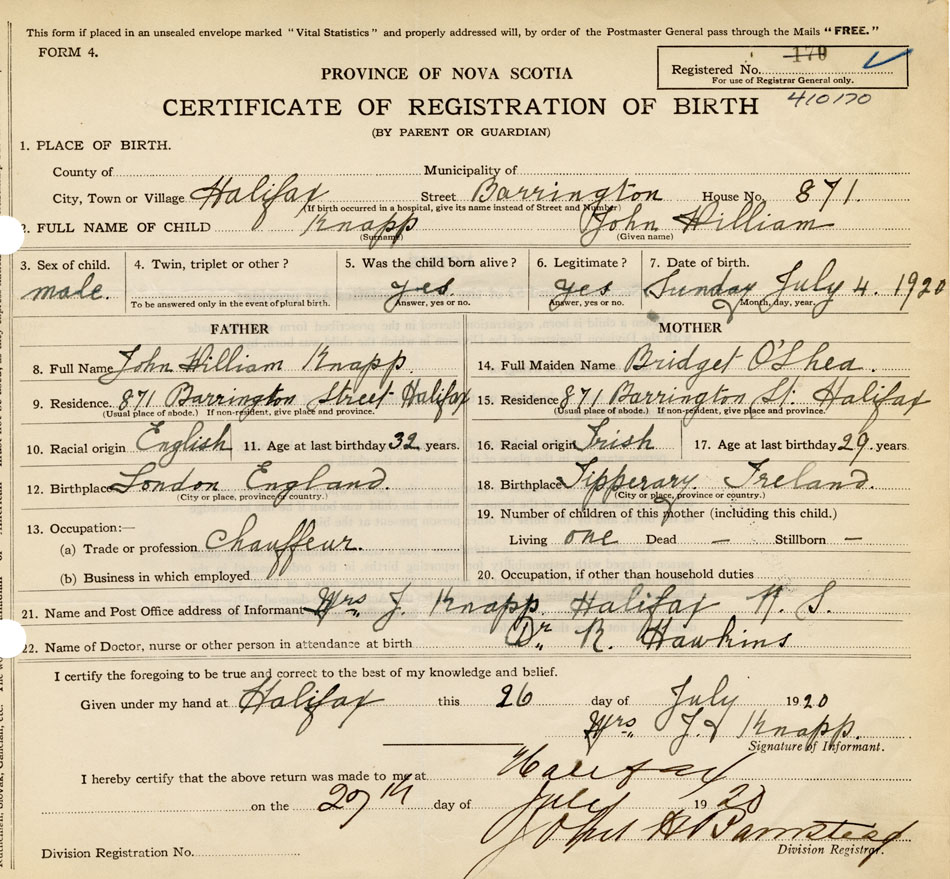 This form if placed in an unsealed envelope marked "Vital Statistics" and properly addressed will, by order of the Postmaster General pass through the Mails "FREE."
FORM 4.
Registered No. 170
For use of Registrar General only.
410170
PROVINCE OF NOVA SCOTIA
CERTIFICATE OF REGISTRATION OF BIRTH
(BY PARENT OR GUARDIAN)
1. PLACE OF BIRTH.
County of Municipality of
City, Town or Village Halifax Street Barrington House No. 871.
(If birth occurred in a hospital, give its name instead of Street and Number)
2. FULL NAME OF CHILD Knapp John William
(Surname) (Given name)
3. Sex of child. 4. Twin, triplet or other? 5. Was the child born alive? 6. Legitimate? 7. Date of birth.
male. yes yes Sunday July 4. 1920
To be answered only in the event of plural birth. Answer, yes or no. Answer, yes or no. Month, day, year.
FATHER MOTHER
8. Full Name John William Knapp. 14. Full Maiden Name Bridget O'Shea.
9. Residence. 871 Barrington Street Halifax 15. Residence 871 Barrington St. Halifax
(Usual place of abode.) If non-resident, give place and province. (Usual place of abode.) If non-resident, give place and province.
10. Racial origin English 11. Age at last birthday 32 years. 16. Racial origin Irish 17. Age at last birthday 29. years.
12. Birthplace London England. 18. Birthplace Tipperary Ireland.
(City or place, province or country.) (City or place, province or country.)
13. Occupation:— 19. Number of children of this mother (including this child.)
(a) Trade or profession Chauffeur. Living one Dead — Stillborn —
(b) Business in which employed 20. Occupation, if other than household duties
21. Name and Post Office address of Informant Mrs J. Knapp. Halifax N. S.
22. Name of Doctor, nurse or other person in attendance at birth Dr. R. Hawkins
I certify the foregoing to be true and correct to the best of my knowledge and belief.
Given under my hand at Halifax this 26 day of July 1920
Mrs J. Knapp.
Signature of Informant.
I hereby certify that the above return was made to me at Halifax
on the 27th day of July 1920
John H Barnstead
Division Registration No. Division Registrar.